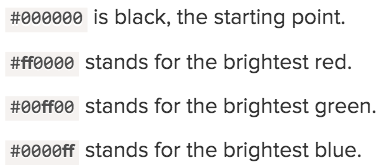 #000000 is black, the starting point.
#ff0000 stands for the brightest red.
#00ff00 stands for the brightest green.
#0000ff stands for the brightest blue.